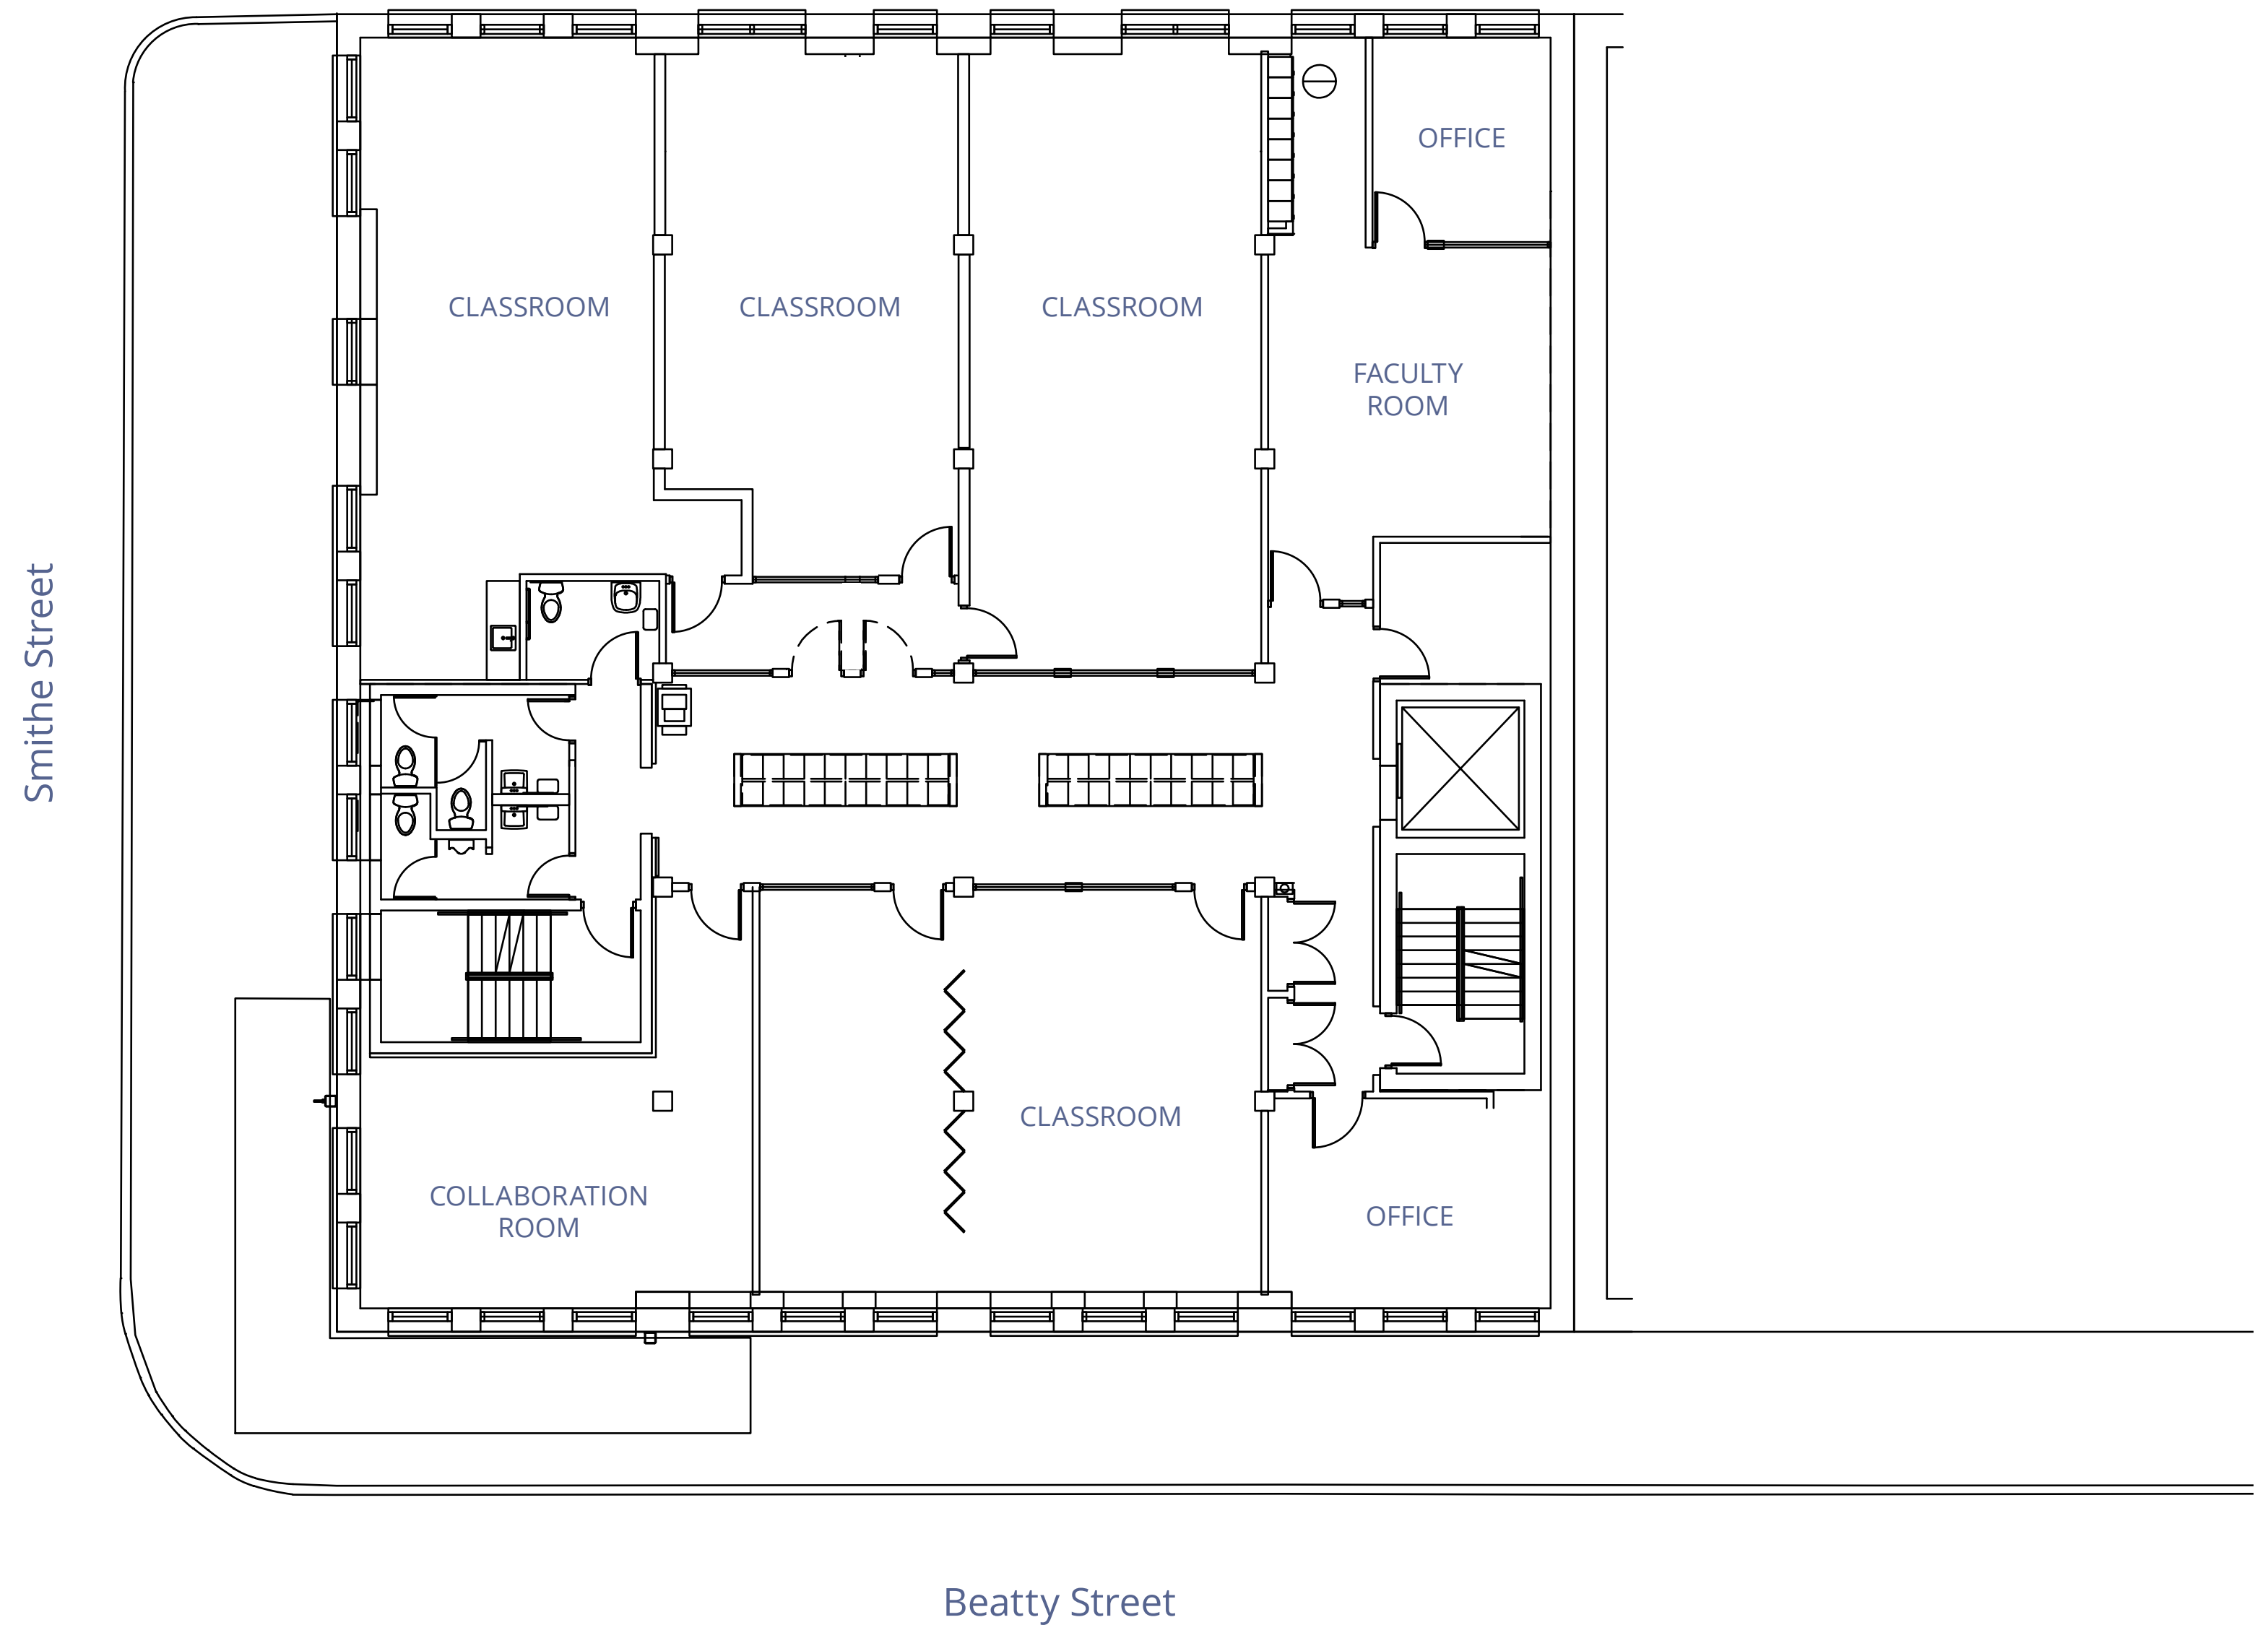 OFFICE
CLASSROOM
CLASSROOM
CLASSROOM
FACULTY
ROOM
Smithe Street
CLASSROOM
COLLABORATION
ROOM
OFFICE
Beatty Street